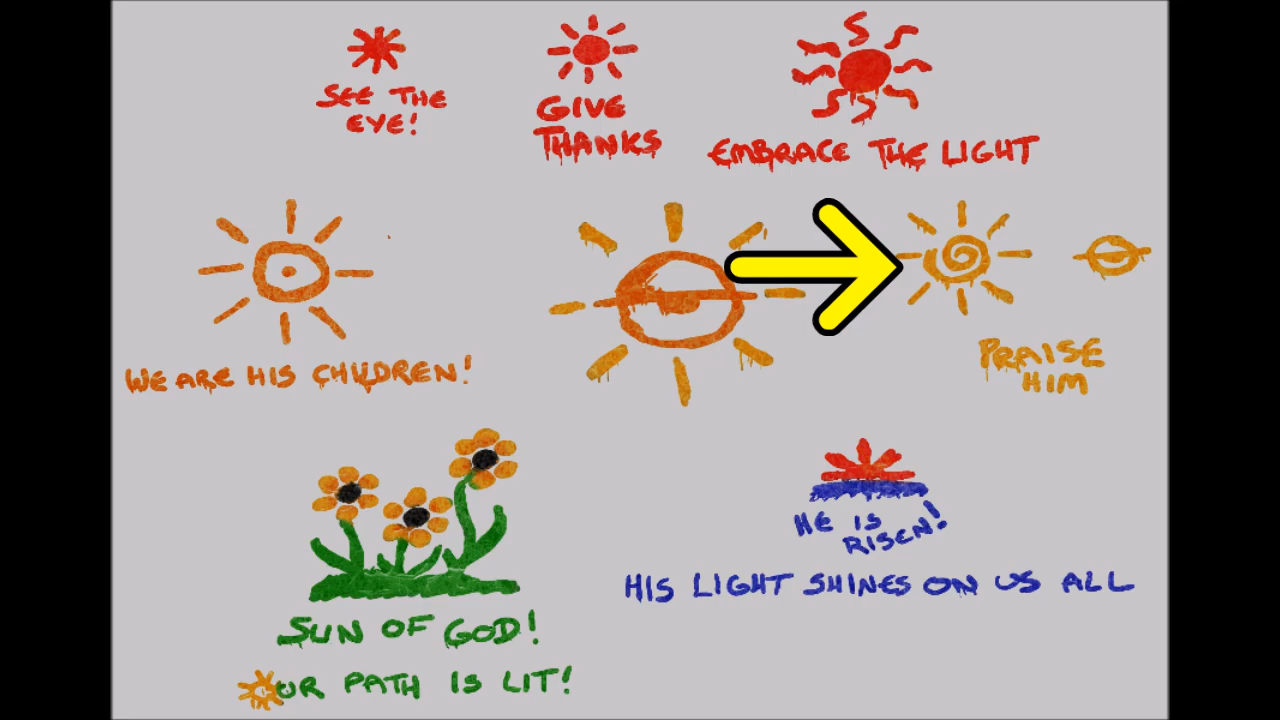 SEE THE
EYE!
GIVE
THANKS
EMBRACE THE LIGHT
WE ARE HIS CHILDREN!
PRAISE
HIM
HE IS
RISEN!
HIS LIGHT SHINES ON US ALL
SUN OF GOD!
OUR PATH IS LIT!